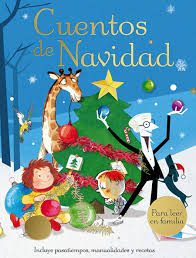 Cuentos
de Navidad
Para leer
en familia
Incluye pasatiempos, manualidades y recetas